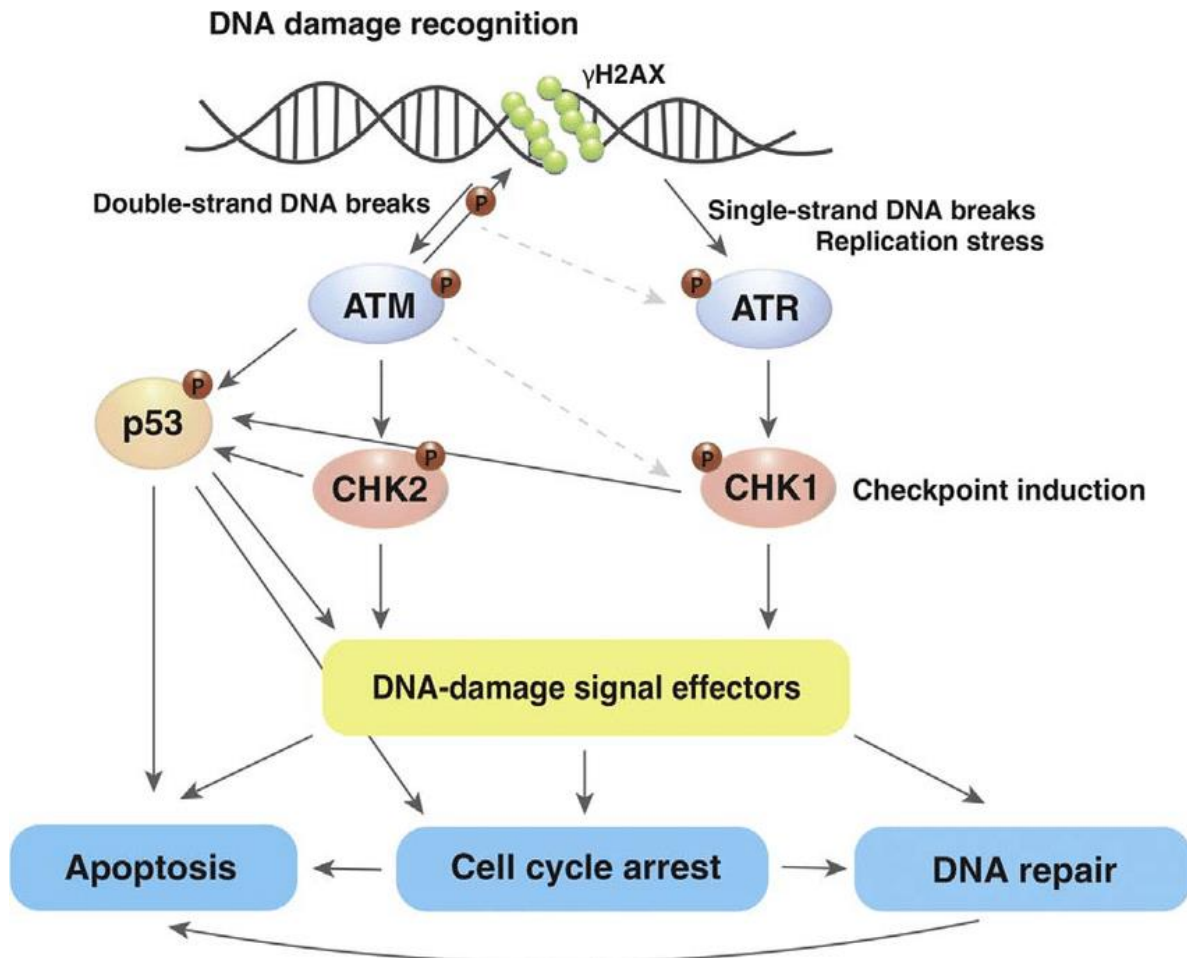 DNA damage recognition
γH2AX
Double-strand DNA breaks
P
Single-strand DNA breaks
Replication stress
P
ATM
P
ATR
P
p53
P
CHK2
P
CHK1
Checkpoint induction
DNA-damage signal effectors
Apoptosis
Cell cycle arrest
DNA repair